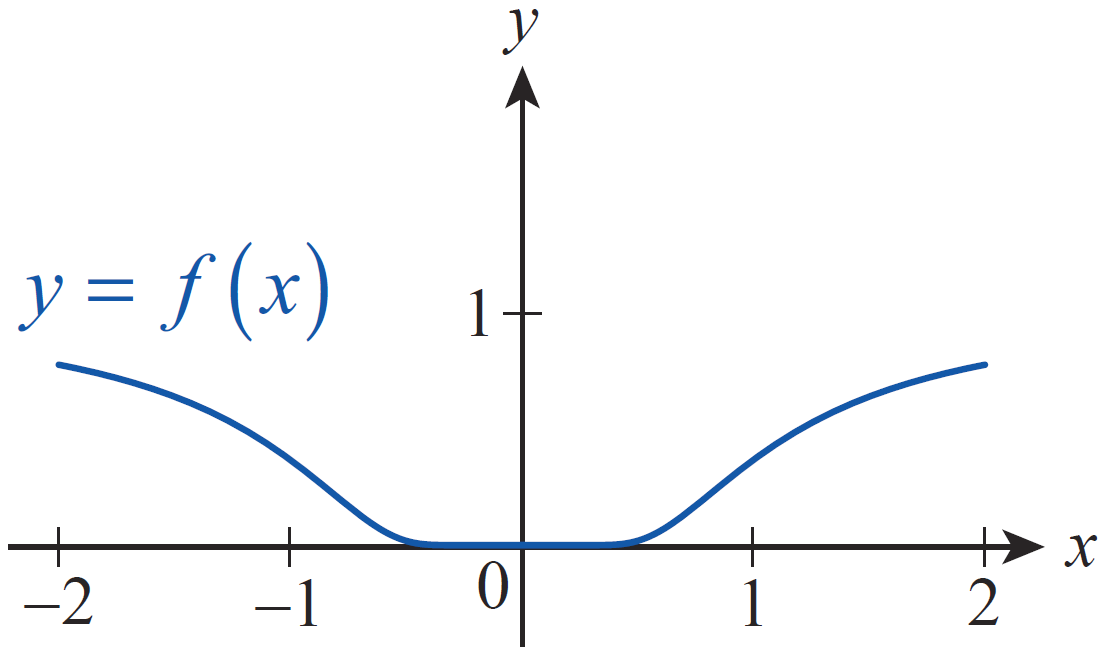 y
y = f(x)
1
–2 –1 0 1 2 x